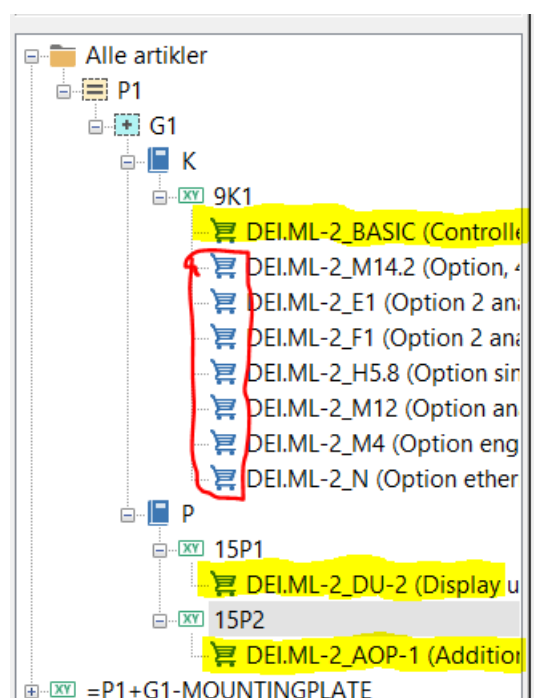 Alle artikler
P1
G1
K
XY 9K1
DEI.ML-2_BASIC (Controlle
DEI.ML-2_M14.2 (Option, 4
DEI.ML-2_E1 (Option 2 ana
DEI.ML-2_F1 (Option 2 ana
DEI.ML-2_H5.8 (Option sin
DEI.ML-2_M12 (Option an
DEI.ML-2_M4 (Option eng
DEI.ML-2_N (Option ether
P
XY 15P1
DEI.ML-2_DU-2 (Display u
XY 15P2
DEI.ML-2_AOP-1 (Addition
XY =P1+G1-MOUNTINGPLATE